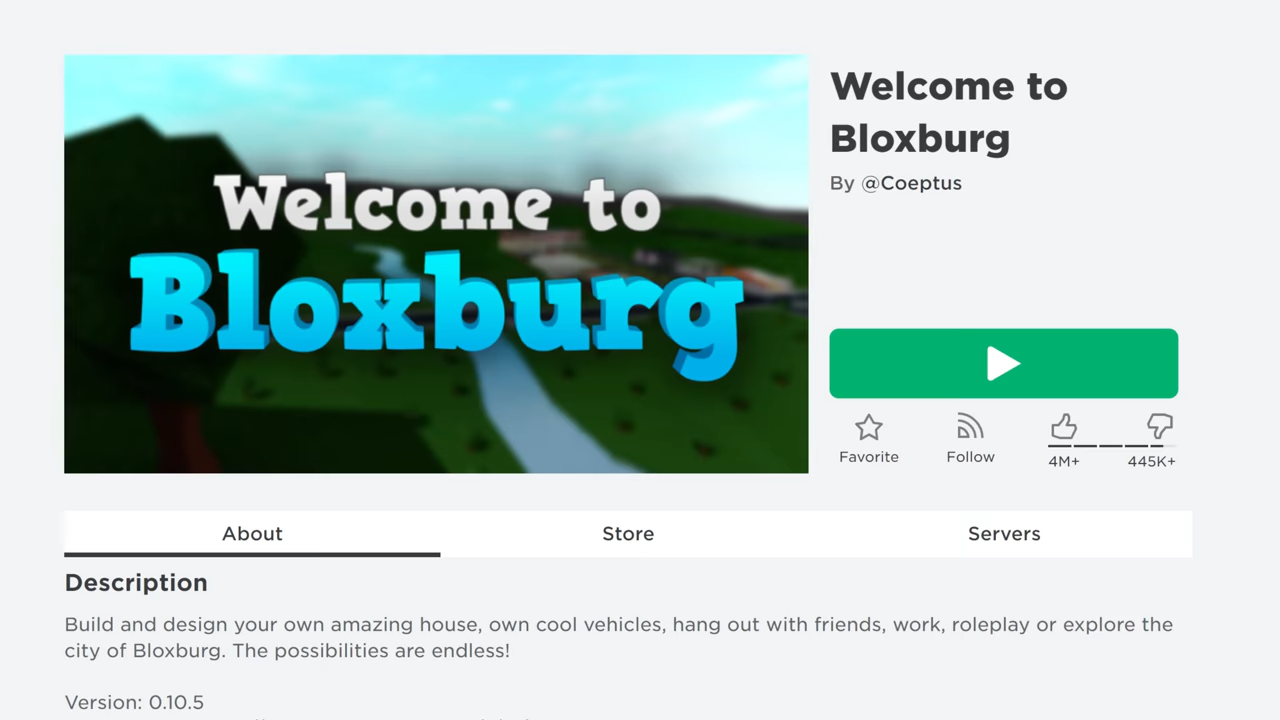 Welcome to
Bloxburg
Welcome to
Bloxburg
By @Coeptus
Favorite
Follow
4M+
445K+
About
Store
Servers
Description
Build and design your own amazing house, own cool vehicles, hang out with friends, work, roleplay or explore the
city of Bloxburg. The possibilities are endless!
Version: 0.10.5